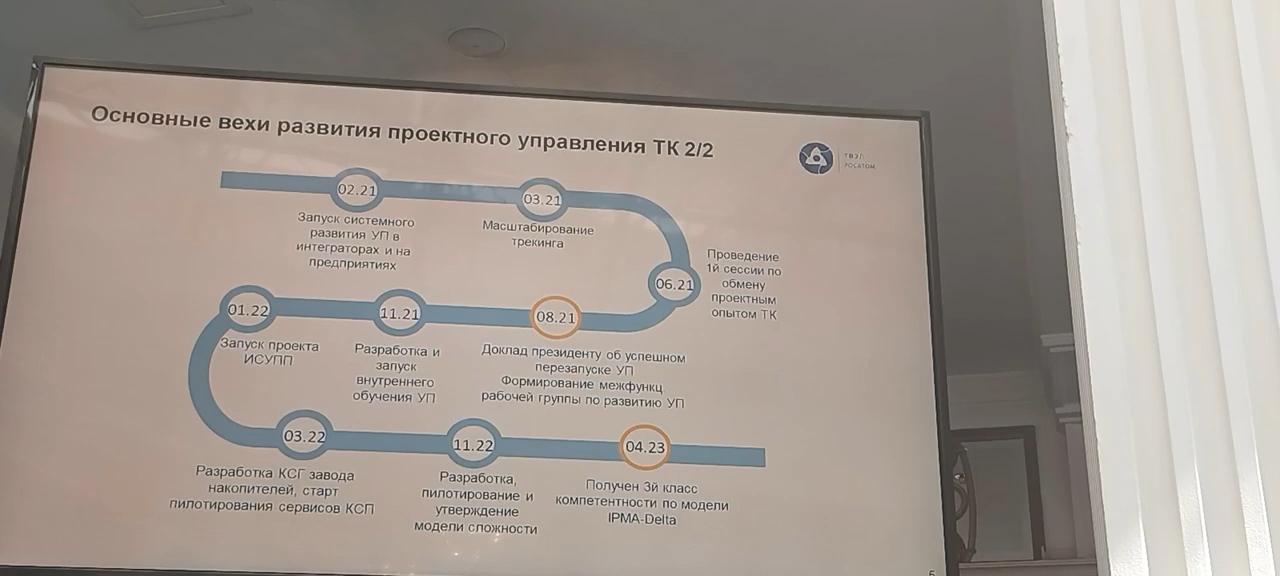 Основные вехи развития проектного управления ТК 2/2
ТВЭЛ
РОСАТОМ
02.21
Запуск системного
развития УП в
интеграторах и на
предприятиях
03.21
Масштабирование
трекинга
06.21
Проведение
1й сессии по
обмену
проектным
опытом ТК
08.21
Доклад президенту об успешном
перезапуске УП
Формирование межфункц.
рабочей группы по развитию УП
11.21
Разработка и
запуск
внутреннего
обучения УП
01.22
Запуск проекта
ИСУПП
03.22
Разработка КСГ завода
накопителей, старт
пилотирования сервисов КСП
11.22
Разработка,
пилотирование и
утверждение
модели сложности
04.23
Получен 3й класс
компетентности по модели
IPMA-Delta